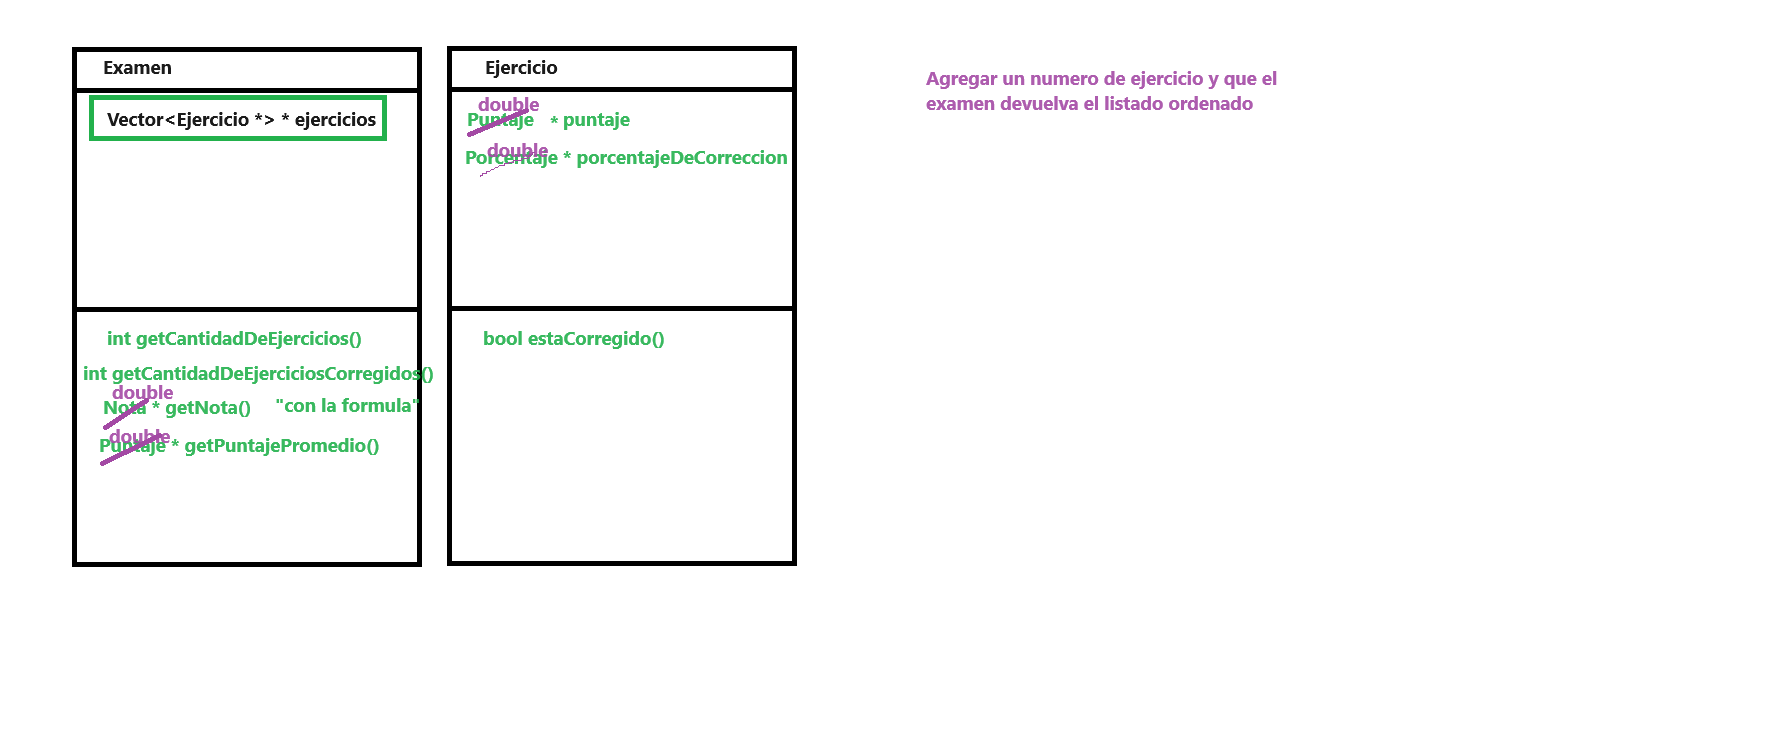 Examen
Vector<Ejercicio *> * ejercicios
int getCantidadDeEjercicios()
int getCantidadDeEjerciciosCorregidos()
double
Nota * getNota() "con la formula"
double
Puntaje * getPuntajePromedio()
Ejercicio
double
Puntaje * puntaje
double
Porcentaje * porcentajeDeCorreccion
bool estaCorregido()
Agregar un numero de ejercicio y que el
examen devuelva el listado ordenado